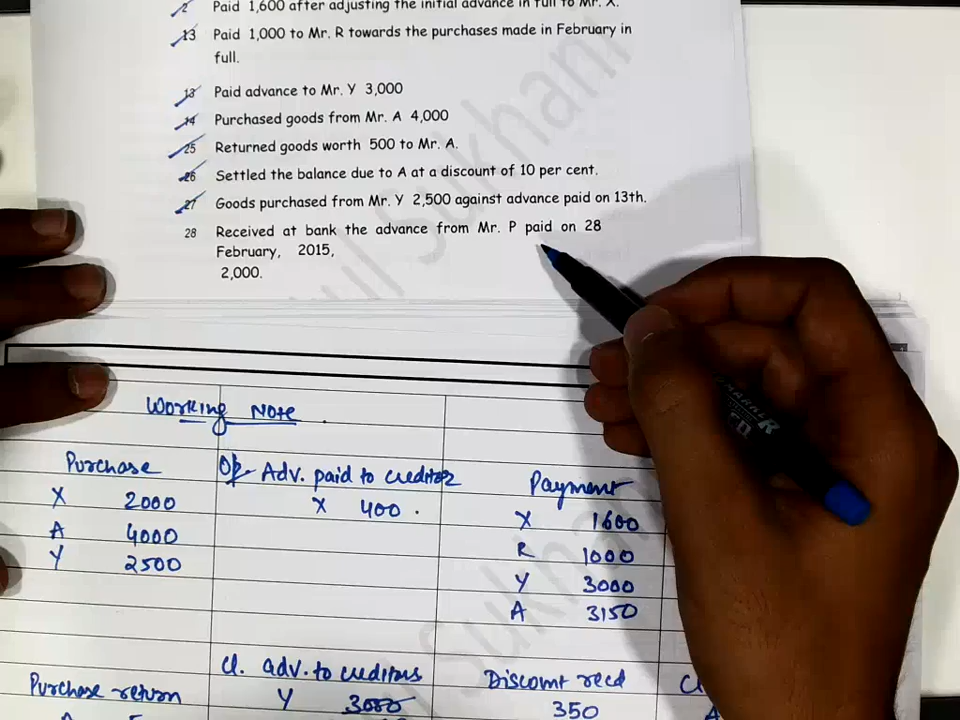 2 Paid 1,600 after adjusting the initial advance in full to Mr. X.
13 Paid 1,000 to Mr. R towards the purchases made in February in
full.
13 Paid advance to Mr. Y 3,000
14 Purchased goods from Mr. A 4,000
25 Returned goods worth 500 to Mr. A.
26 Settled the balance due to A at a discount of 10 per cent.
27 Goods purchased from Mr. Y 2,500 against advance paid on 13th.
28 Received at bank the advance from Mr. P paid on 28
February, 2015,
2,000.
Working Note
Purchase
X 2000
A 4000
Y 2500
Op Adv. paid to creditors
X 400.
Payment
X 1600
R 1000
Y 3000
A 3150
Purchase return
Cl. adv. to creditors
Y 3000
Discount recd
350
Sukhani